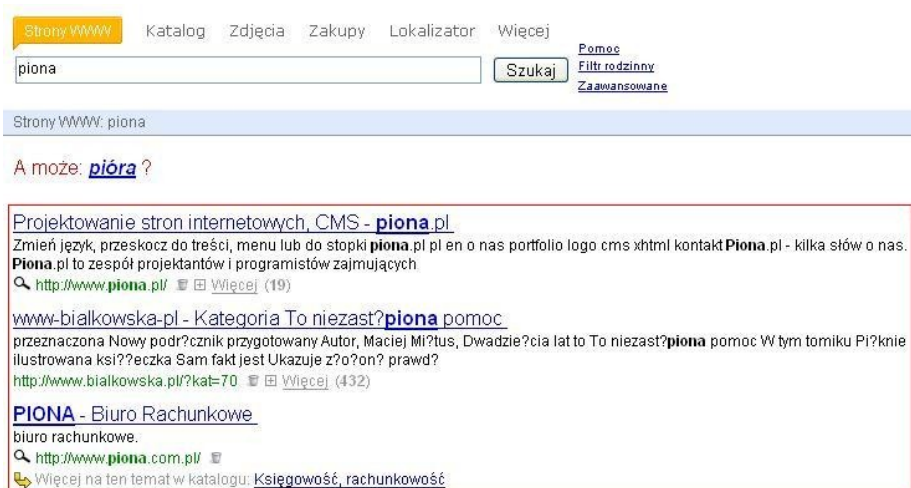 Strony WWW Katalog Zdjęcia Zakupy Lokalizator Więcej
piona Szukaj
Pomoc
Filtr rodzinny
Zaawansowane
Strony WWW: piona
A może: pióra ?
Projektowanie stron internetowych, CMS - piona.pl
Zmień język, przeskocz do treści, menu lub do stopki piona.pl pl en o nas portfolio logo cms xhtml kontakt Piona.pl - kilka słów o nas.
Piona.pl to zespół projektantów i programistów zajmujących
http://www.piona.pl/ Więcej (19)
www-bialkowska-pl - Kategoria To niezast?piona pomoc
przeznaczona Nowy podr?cznik przygotowany Autor, Maciej Mi?tus, Dwadzie?cia lat to To niezast?piona pomoc W tym tomiku Pi?knie
ilustrowana ksi??eczka Sam fakt jest Ukazuje z?o?on? prawd?
http://www.bialkowska.pl/?kat=70 Więcej (432)
PIONA - Biuro Rachunkowe
biuro rachunkowe.
http://www.piona.com.pl/
Więcej na ten temat w katalogu: Księgowość, rachunkowość